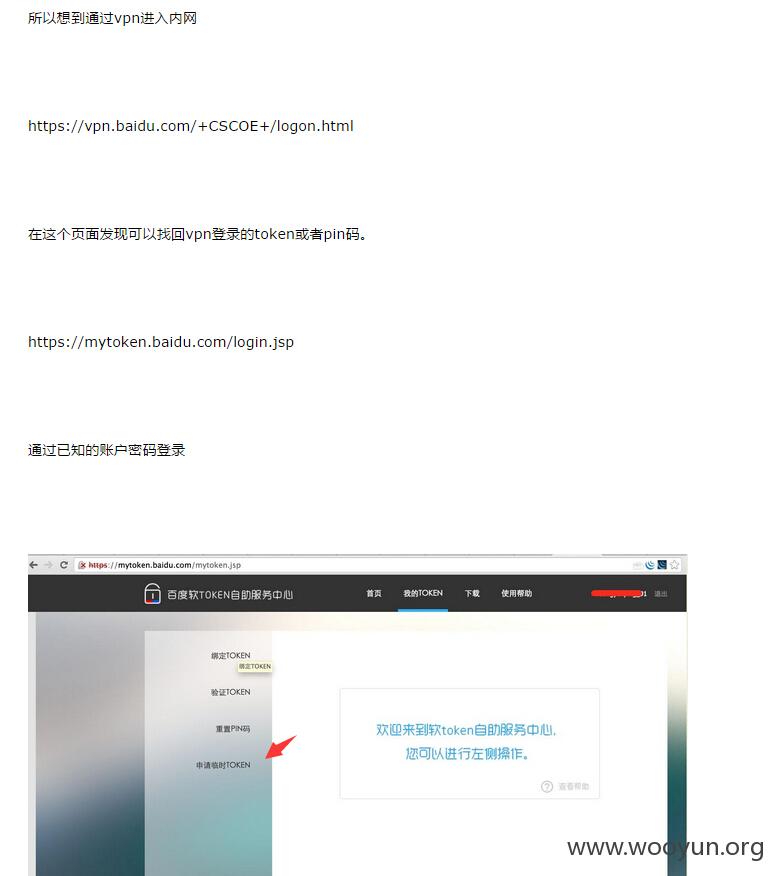 所以想到通过vpn进入内网
https://vpn.baidu.com/+CSCOE+/logon.html
在这个页面发现可以找回vpn登录的token或者pin码。
https://mytoken.baidu.com/login.jsp
通过已知的账户密码登录
https://mytoken.baidu.com/mytoken.jsp
百度软TOKEN自助服务中心
首页 我的TOKEN 下载 使用帮助 退出
绑定TOKEN
绑定TOKEN
验证TOKEN
重置PIN码
申请临时TOKEN
欢迎来到软token自助服务中心,
您可以进行左侧操作。
查看帮助
www.wooyun.org